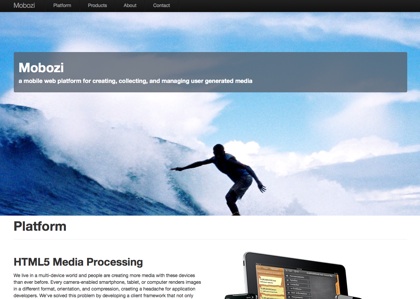 Mobozi Platform Products About Contact
Mobozi
a mobile web platform for creating, collecting, and managing user generated media
Platform
HTML5 Media Processing
We live in a multi-device world and people are creating more media with these devices
than ever before. Every camera-enabled smartphone, tablet, or computer renders images
in a different format, orientation, and compression, creating a headache for application
developers. We've solved this problem by developing a client framework that not only